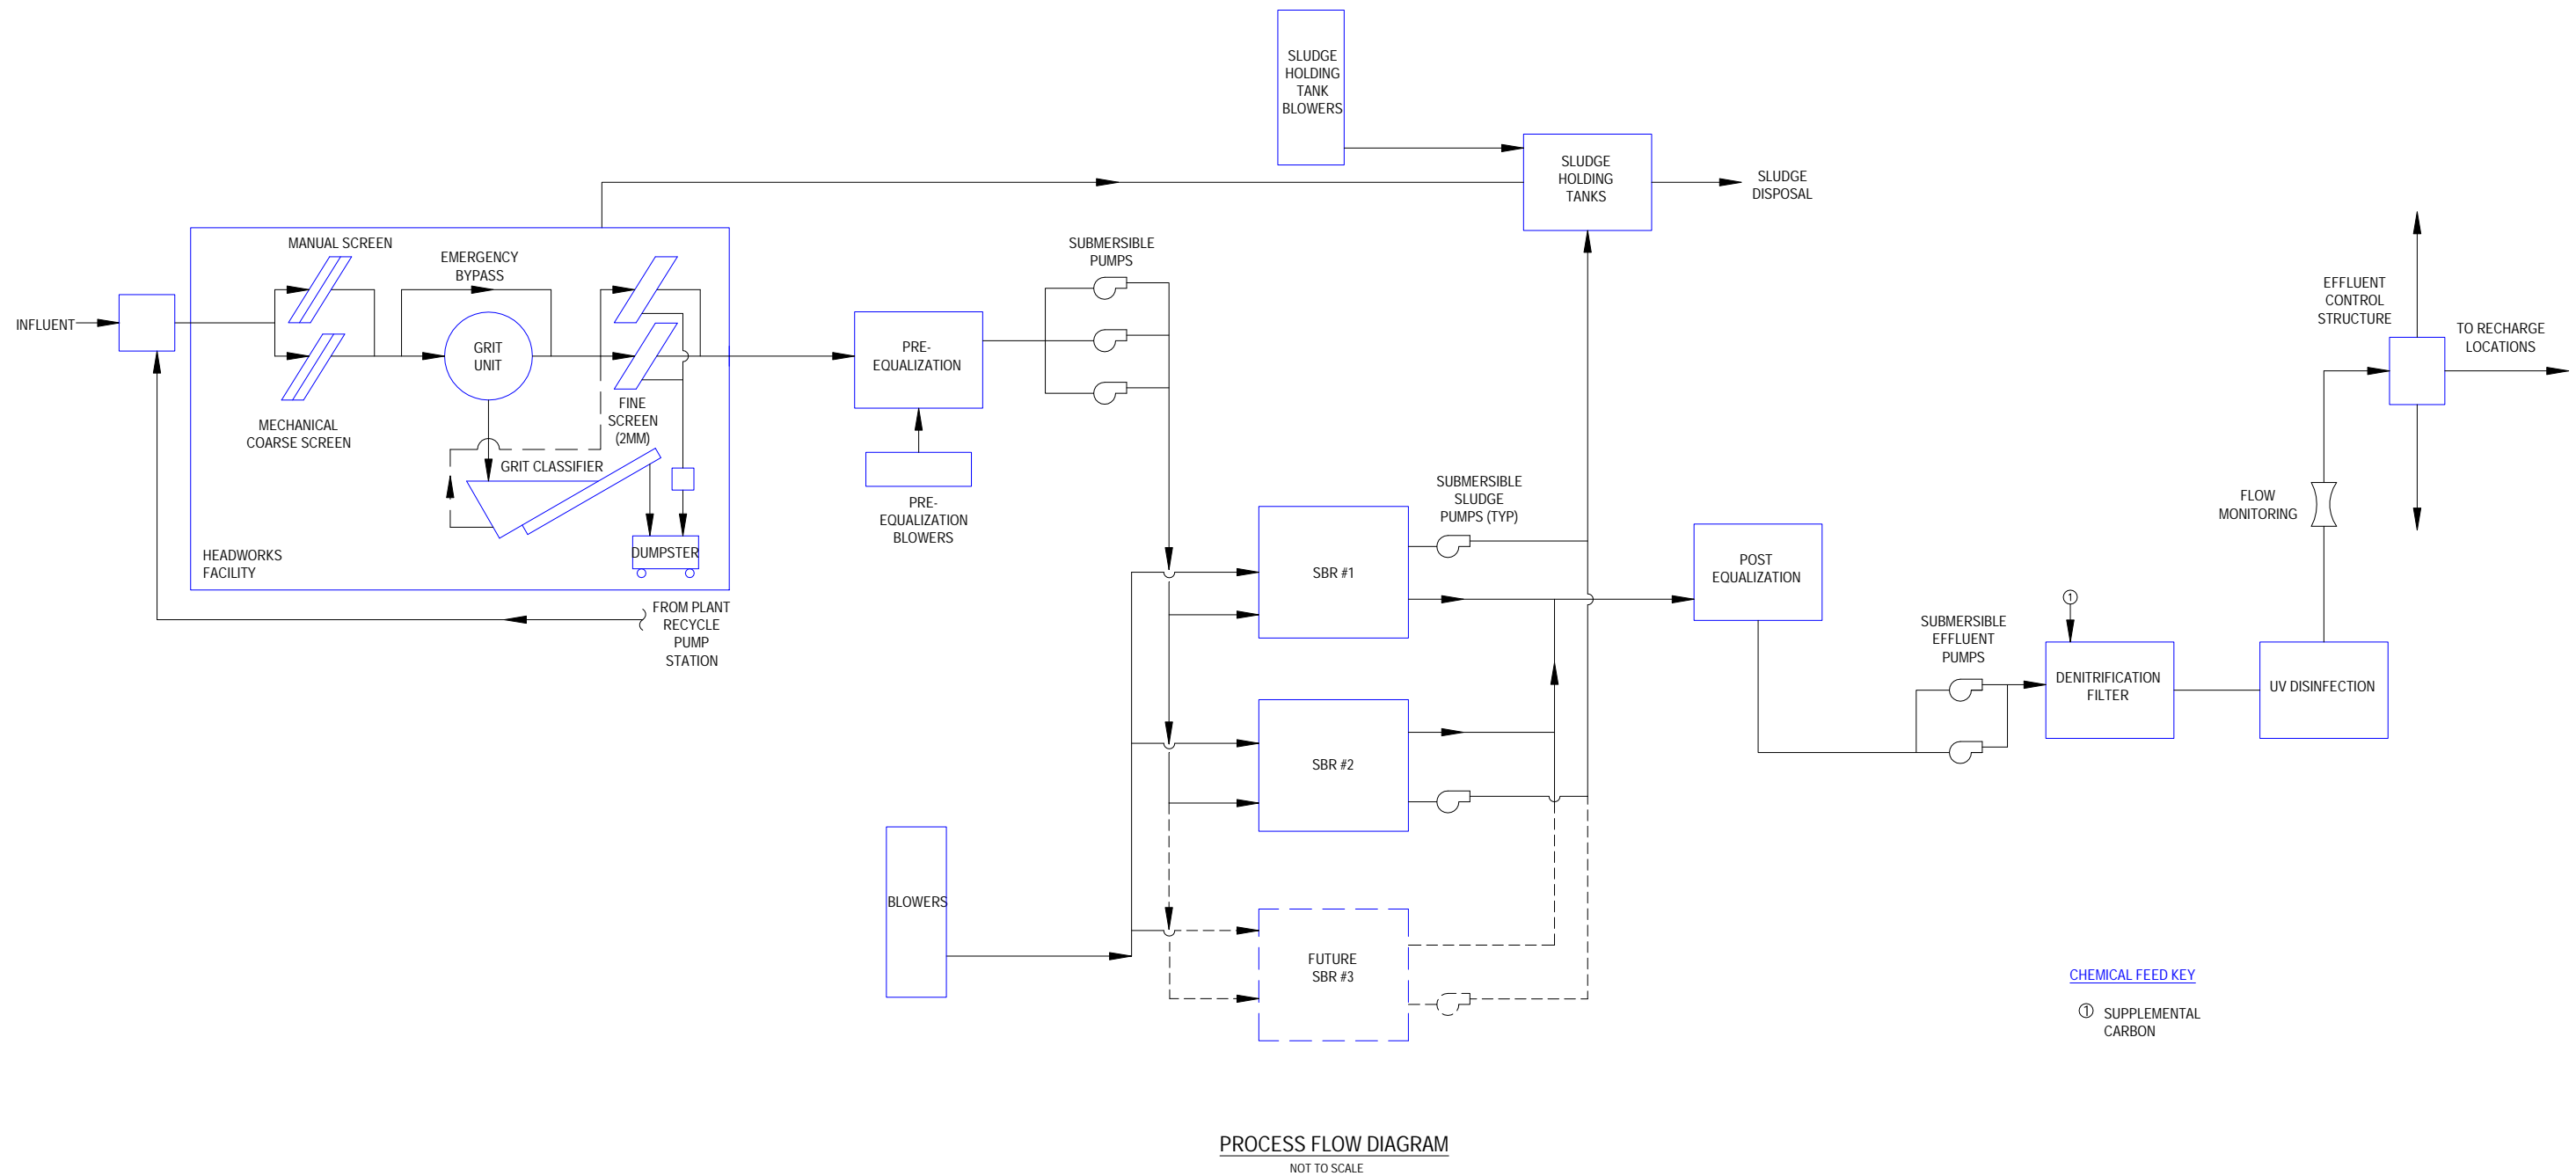 SLUDGE
HOLDING
TANK
BLOWERS
SLUDGE
HOLDING
TANKS
SLUDGE
DISPOSAL
MANUAL SCREEN
EMERGENCY
BYPASS
SUBMERSIBLE
PUMPS
INFLUENT
GRIT
UNIT
PRE-
EQUALIZATION
EFFLUENT
CONTROL
STRUCTURE
TO RECHARGE
LOCATIONS
MECHANICAL
COARSE SCREEN
FINE
SCREEN
(2MM)
GRIT CLASSIFIER
DUMPSTER
HEADWORKS
FACILITY
PRE-
EQUALIZATION
BLOWERS
SUBMERSIBLE
SLUDGE
PUMPS (TYP)
FLOW
MONITORING
FROM PLANT
RECYCLE
PUMP
STATION
SBR #1
POST
EQUALIZATION
1
SUBMERSIBLE
EFFLUENT
PUMPS
DENITRIFICATION
FILTER
UV DISINFECTION
SBR #2
BLOWERS
FUTURE
SBR #3
CHEMICAL FEED KEY
1 SUPPLEMENTAL
CARBON
PROCESS FLOW DIAGRAM
NOT TO SCALE